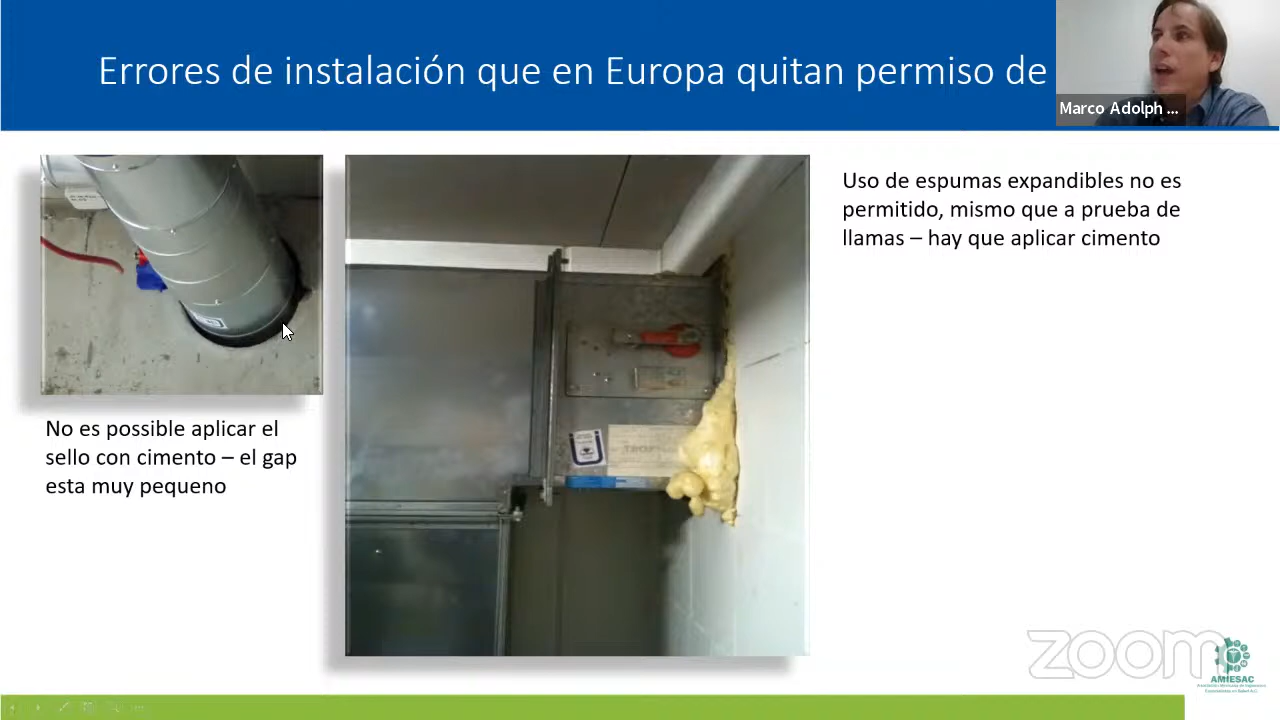 Errores de instalación que en Europa quitan permiso de
Marco Adolph ...
Uso de espumas expandibles no es
permitido, mismo que a prueba de
llamas – hay que aplicar cimento
No es possible aplicar el
sello con cimento – el gap
esta muy pequeno
zoom
AMIESAC